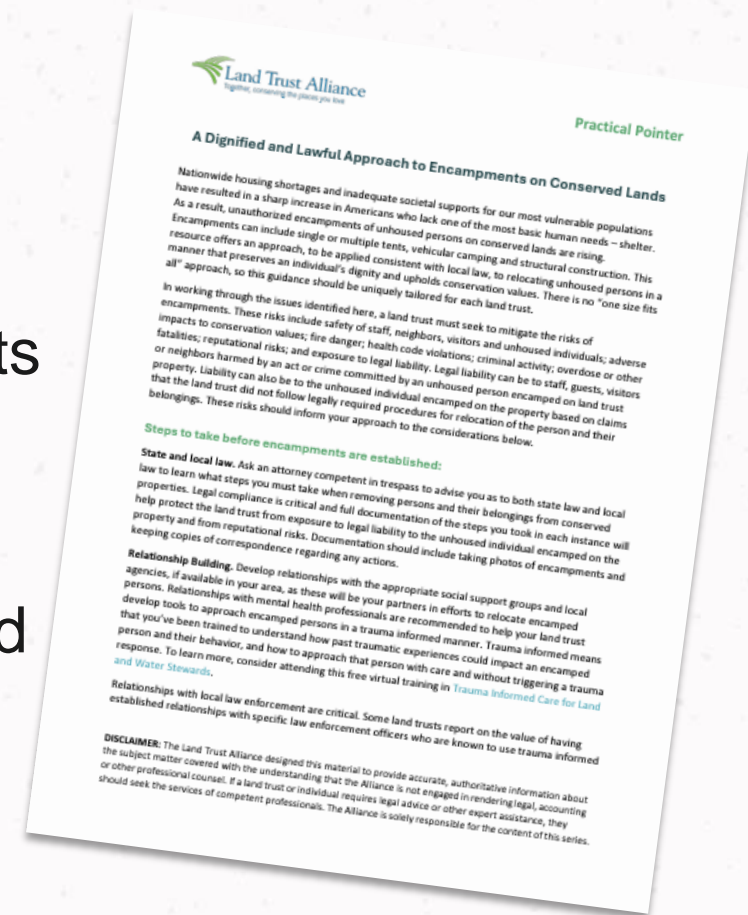 ts
d
Land Trust Alliance
Together, conserving the places you love
Practical Pointer
A Dignified and Lawful Approach to Encampments on Conserved Lands
Nationwide housing shortages and inadequate societal supports for our most vulnerable populations
have resulted in a sharp increase in Americans who lack one of the most basic human needs – shelter.
As a result, unauthorized encampments of unhoused persons on conserved lands are rising.
Encampments can include single or multiple tents, vehicular camping and structural construction. This
resource offers an approach, to be applied consistent with local law, to relocating unhoused persons in a
manner that preserves an individual's dignity and upholds conservation values. There is no "one size fits
all" approach, so this guidance should be uniquely tailored for each land trust.
In working through the issues identified here, a land trust must seek to mitigate the risks of
encampments. These risks include safety of staff, neighbors, visitors and unhoused individuals; adverse
impacts to conservation values; fire danger; health code violations; criminal activity; overdose or other
fatalities; reputational risks; and exposure to legal liability. Legal liability can be to staff, guests, visitors
or neighbors harmed by an act or crime committed by an unhoused person encamped on land trust
property. Liability can also be to the unhoused individual encamped on the property based on claims
that the land trust did not follow legally required procedures for relocation of the person and their
belongings. These risks should inform your approach to the considerations below.
Steps to take before encampments are established:
State and local law. Ask an attorney competent in trespass to advise you as to both state law and local
law to learn what steps you must take when removing persons and their belongings from conserved
properties. Legal compliance is critical and full documentation of the steps you took in each instance will
help protect the land trust from exposure to legal liability to the unhoused individual encamped on the
property and from reputational risks. Documentation should include taking photos of encampments and
keeping copies of correspondence regarding any actions.
Relationship Building. Develop relationships with the appropriate social support groups and local
agencies, if available in your area, as these will be your partners in efforts to relocate encamped
persons. Relationships with mental health professionals are recommended to help your land trust
develop tools to approach encamped persons in a trauma informed manner. Trauma informed means
that you've been trained to understand how past traumatic experiences could impact an encamped
person and their behavior, and how to approach that person with care and without triggering a trauma
response. To learn more, consider attending this free virtual training in Trauma Informed Care for Land
and Water Stewards.
Relationships with local law enforcement are critical. Some land trusts report on the value of having
established relationships with specific law enforcement officers who are known to use trauma informed
DISCLAIMER: The Land Trust Alliance designed this material to provide accurate, authoritative information about
the subject matter covered with the understanding that the Alliance is not engaged in rendering legal, accounting
or other professional counsel. If a land trust or individual requires legal advice or other expert assistance, they
should seek the services of competent professionals. The Alliance is solely responsible for the content of this series.